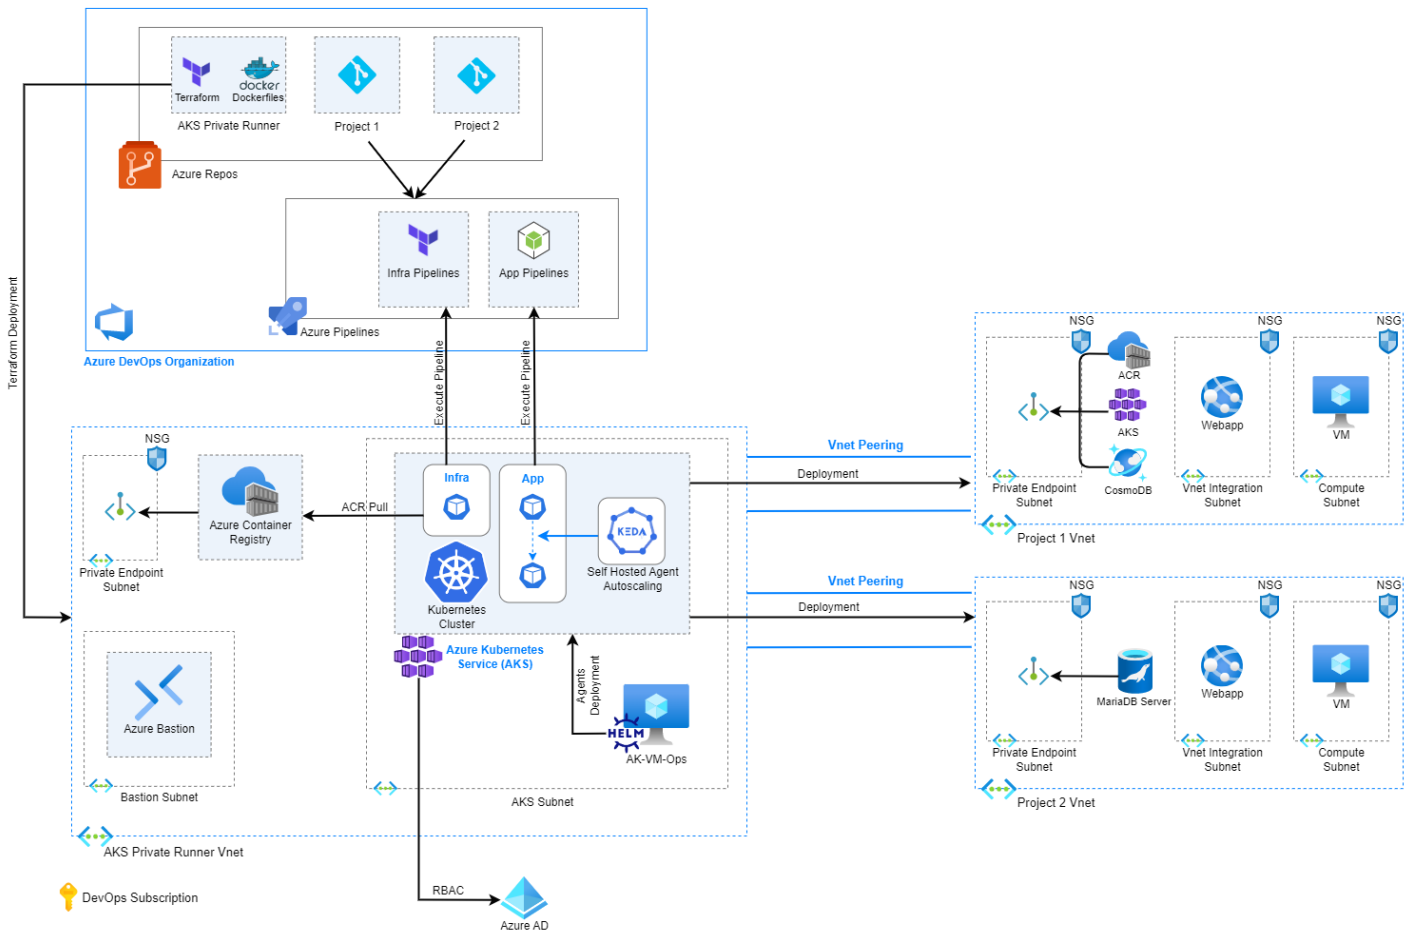 Terraform
docker
Dockerfiles
AKS Private Runner
Project 1
Project 2
Azure Repos
Infra Pipelines
App Pipelines
Azure Pipelines
Azure DevOps Organization
Terraform Deployment
Execute Pipeline
Execute Pipeline
NSG
Private Endpoint
Subnet
Azure Container
Registry
ACR Pull
Infra
App
KEDA
Self Hosted Agent
Autoscaling
Kubernetes
Cluster
Azure Kubernetes
Service (AKS)
Agents
Deployment
HELM
AK-VM-Ops
AKS Subnet
Azure Bastion
Bastion Subnet
AKS Private Runner Vnet
DevOps Subscription
RBAC
Azure AD
Vnet Peering
Deployment
Vnet Peering
Deployment
NSG
NSG
NSG
ACR
AKS
CosmoDB
Webapp
VM
Private Endpoint
Subnet
Vnet Integration
Subnet
Compute
Subnet
Project 1 Vnet
NSG
NSG
NSG
MariaDB Server
Webapp
VM
Private Endpoint
Subnet
Vnet Integration
Subnet
Compute
Subnet
Project 2 Vnet